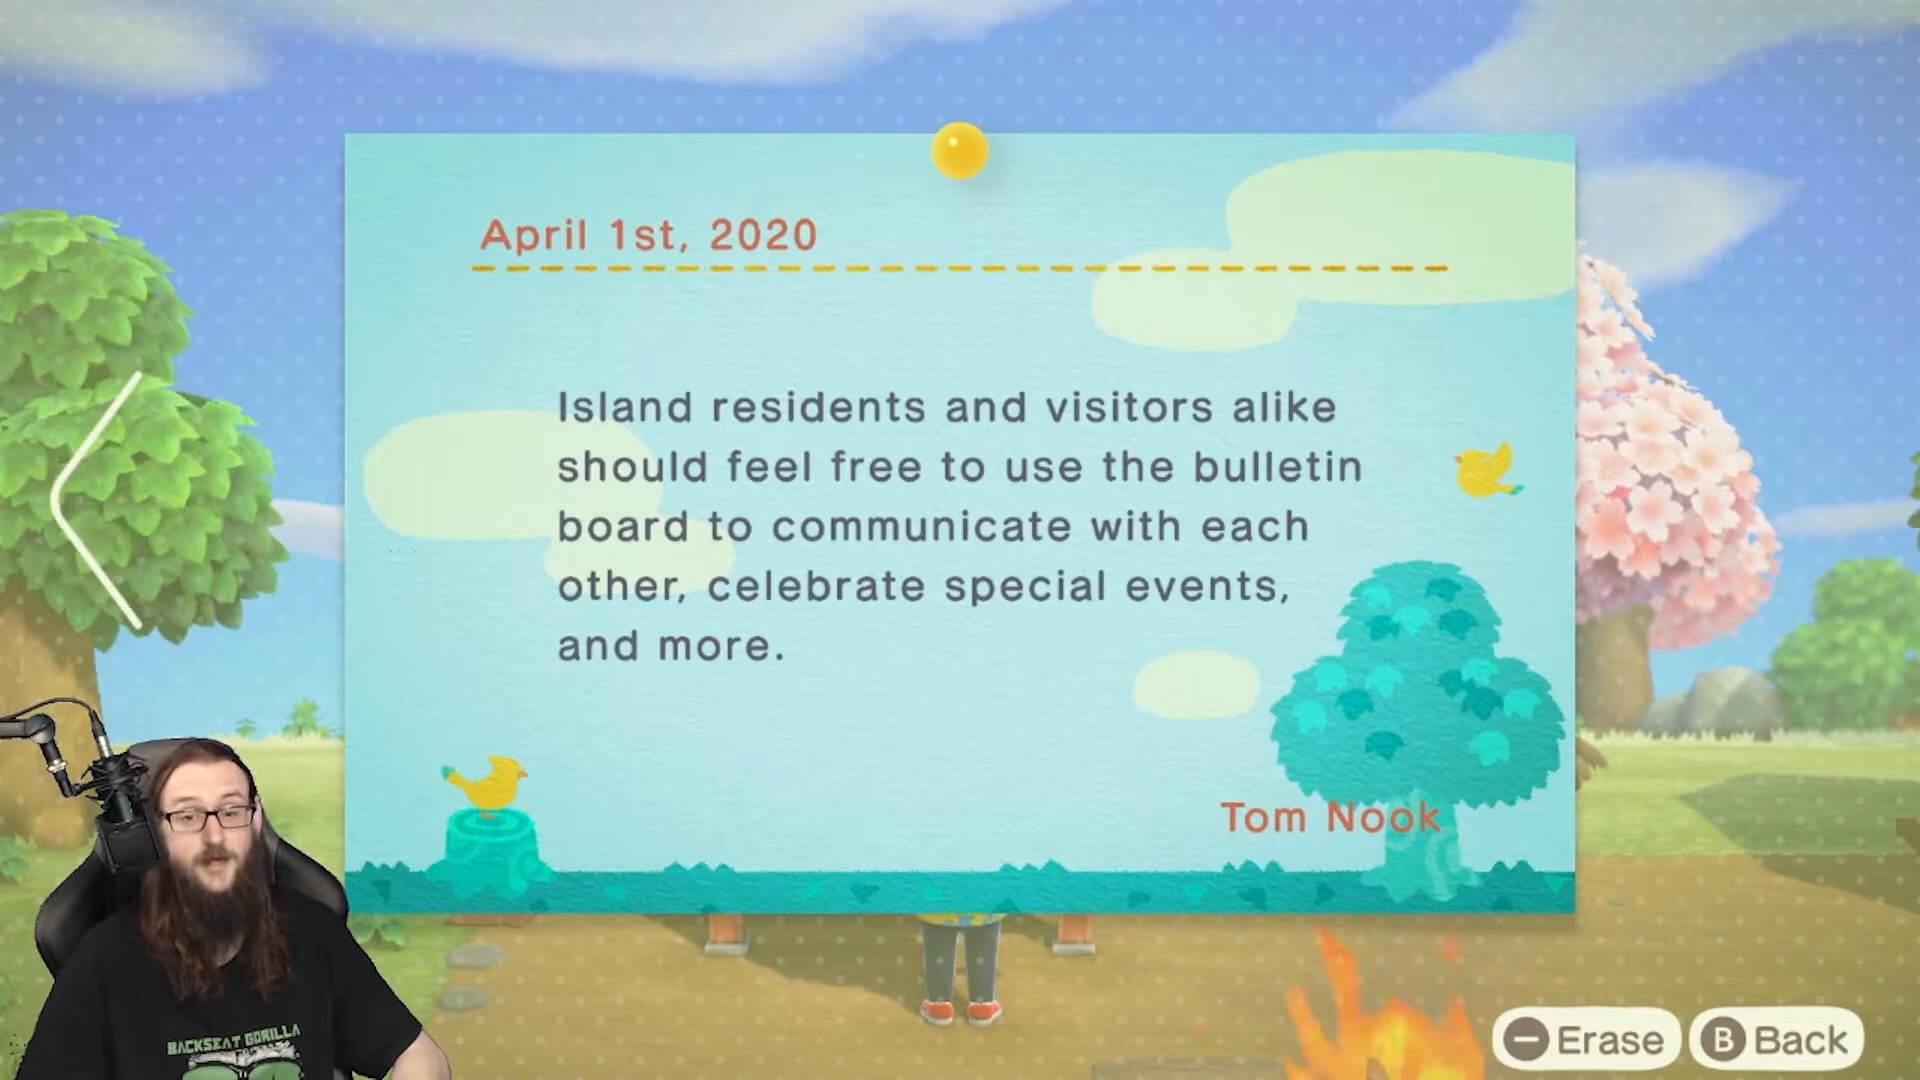 April 1st, 2020
Island residents and visitors alike
should feel free to use the bulletin
board to communicate with each
other, celebrate special events,
and more.
Tom Nook
BACKSEAT GORILLA
Erase
B Back